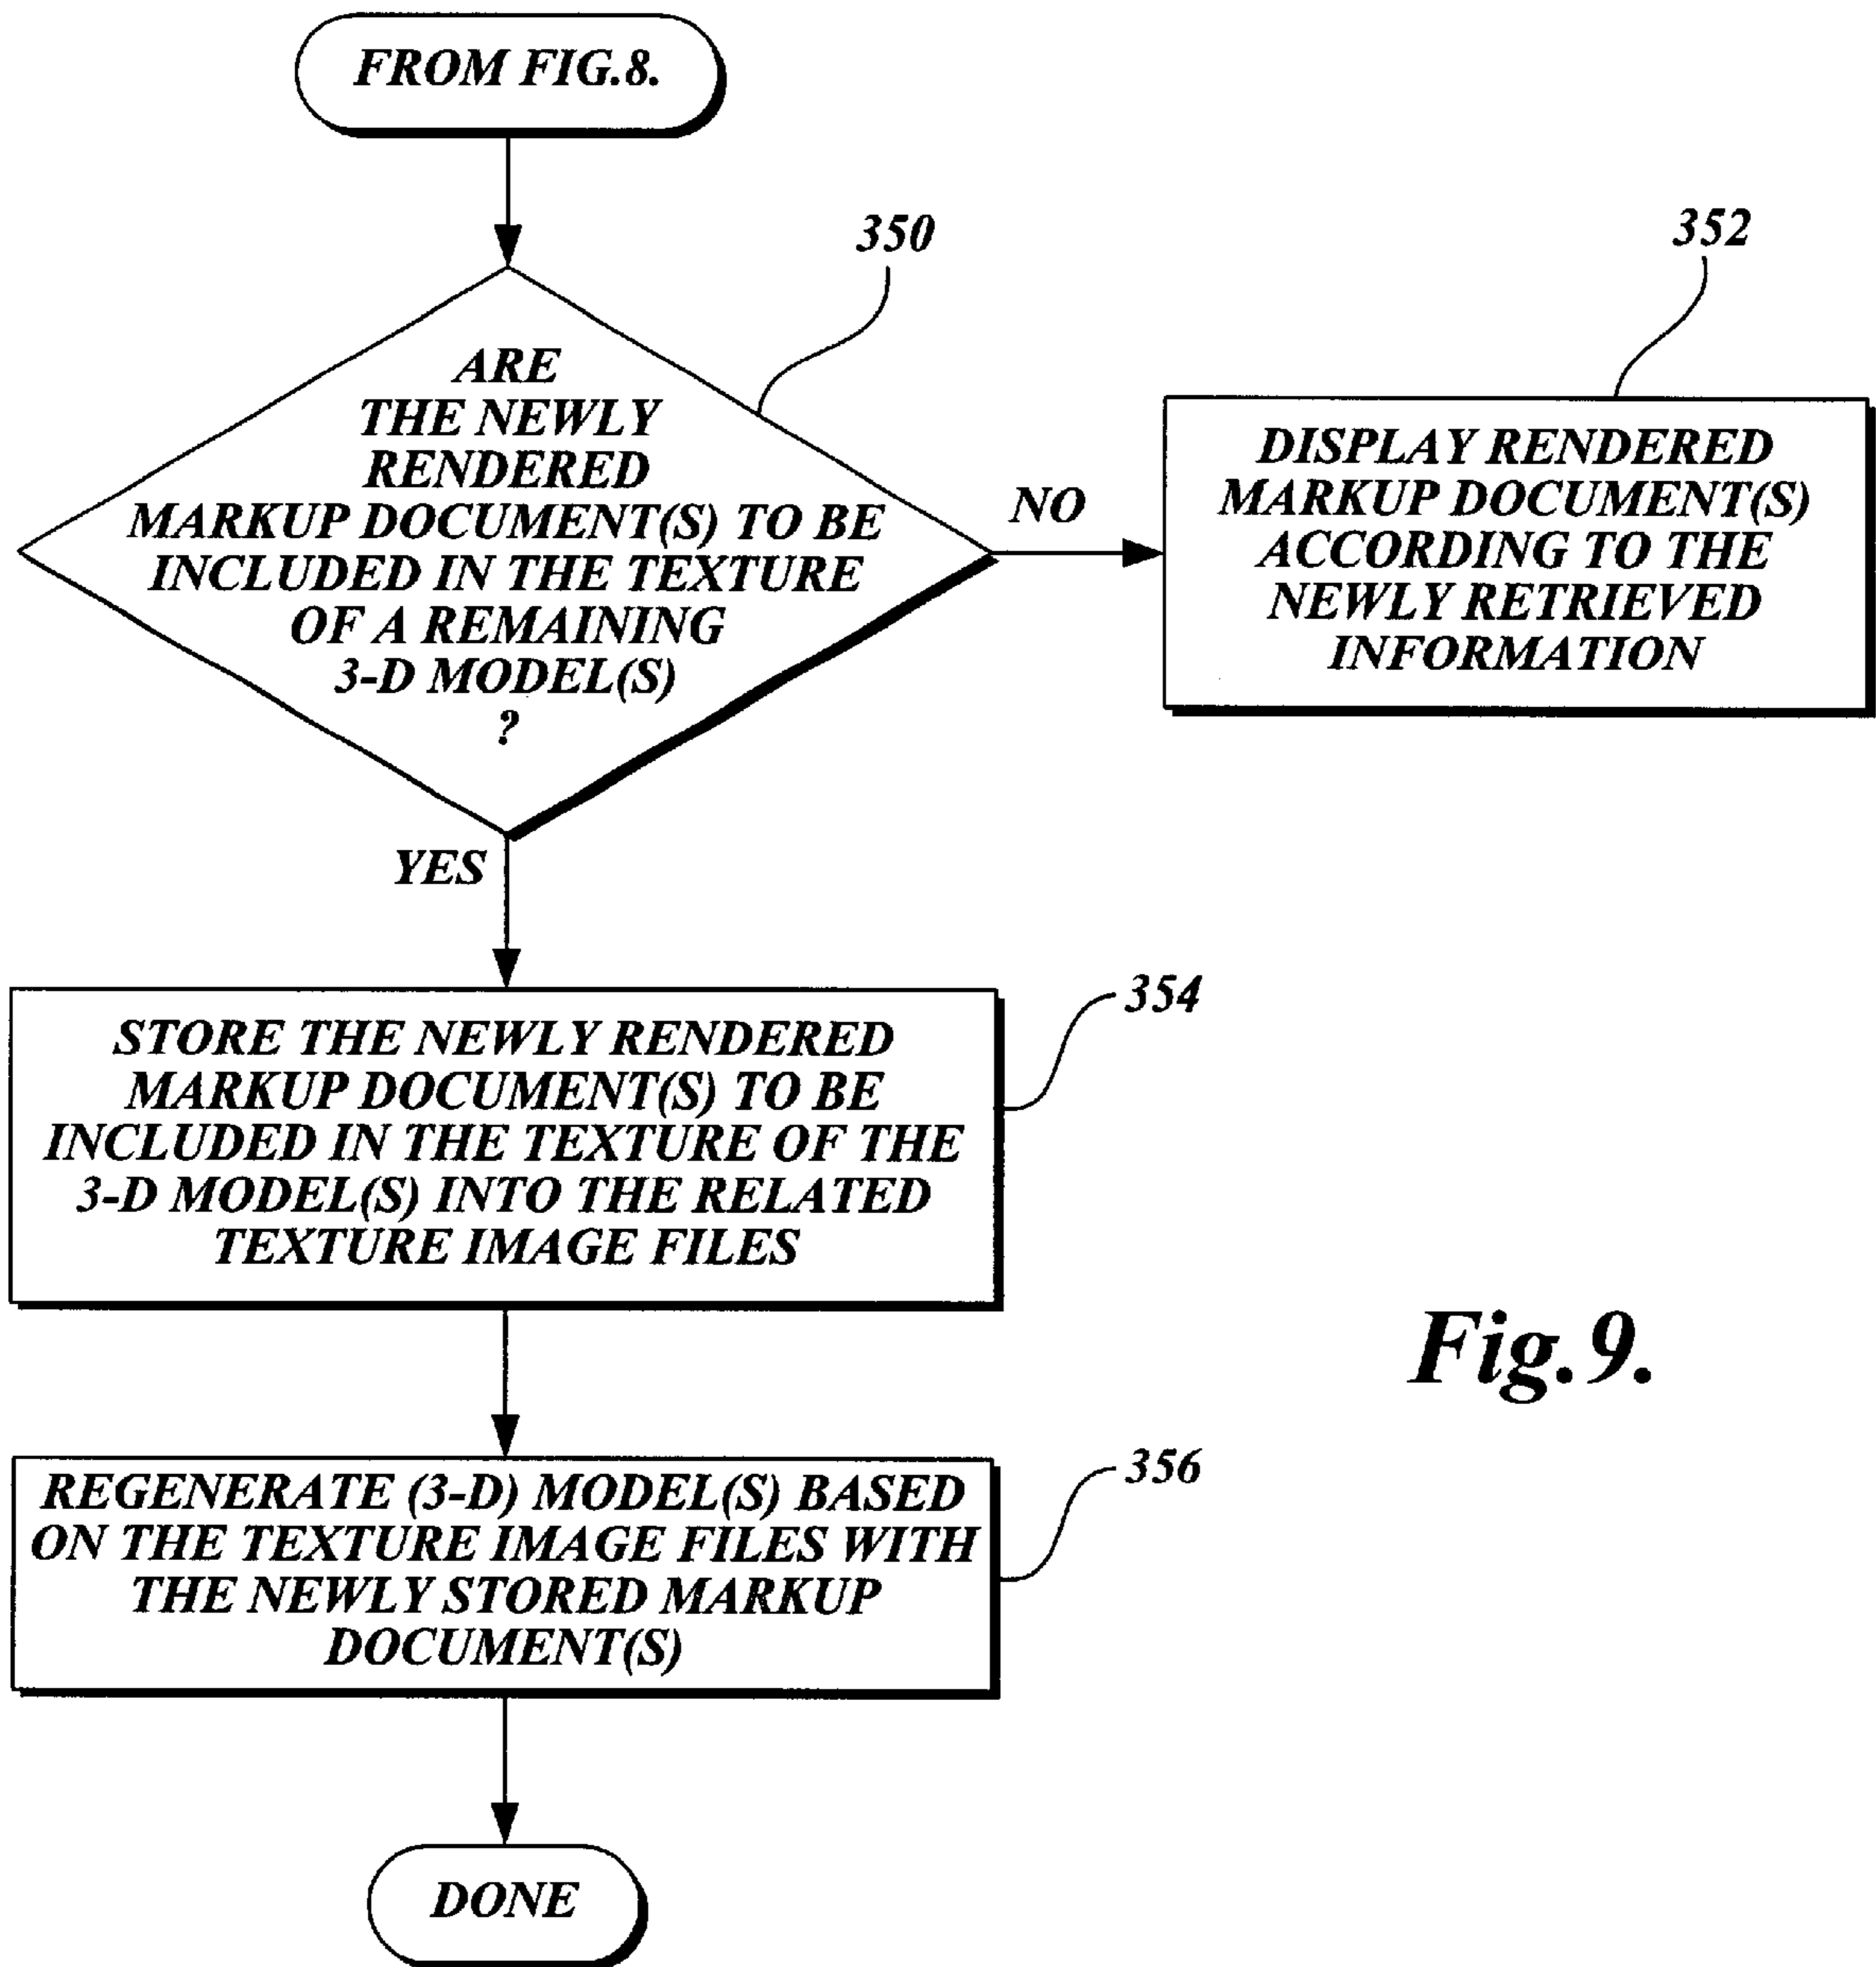 FROM FIG.8.
350
352
ARE
THE NEWLY
RENDERED
MARKUP DOCUMENT(S) TO BE
INCLUDED IN THE TEXTURE
OF A REMAINING
3-D MODEL(S)
?
NO
DISPLAY RENDERED
MARKUP DOCUMENT(S)
ACCORDING TO THE
NEWLY RETRIEVED
INFORMATION
YES
354
STORE THE NEWLY RENDERED
MARKUP DOCUMENT(S) TO BE
INCLUDED IN THE TEXTURE OF THE
3-D MODEL(S) INTO THE RELATED
TEXTURE IMAGE FILES
Fig.9.
356
REGENERATE (3-D) MODEL(S) BASED
ON THE TEXTURE IMAGE FILES WITH
THE NEWLY STORED MARKUP
DOCUMENT(S)
DONE